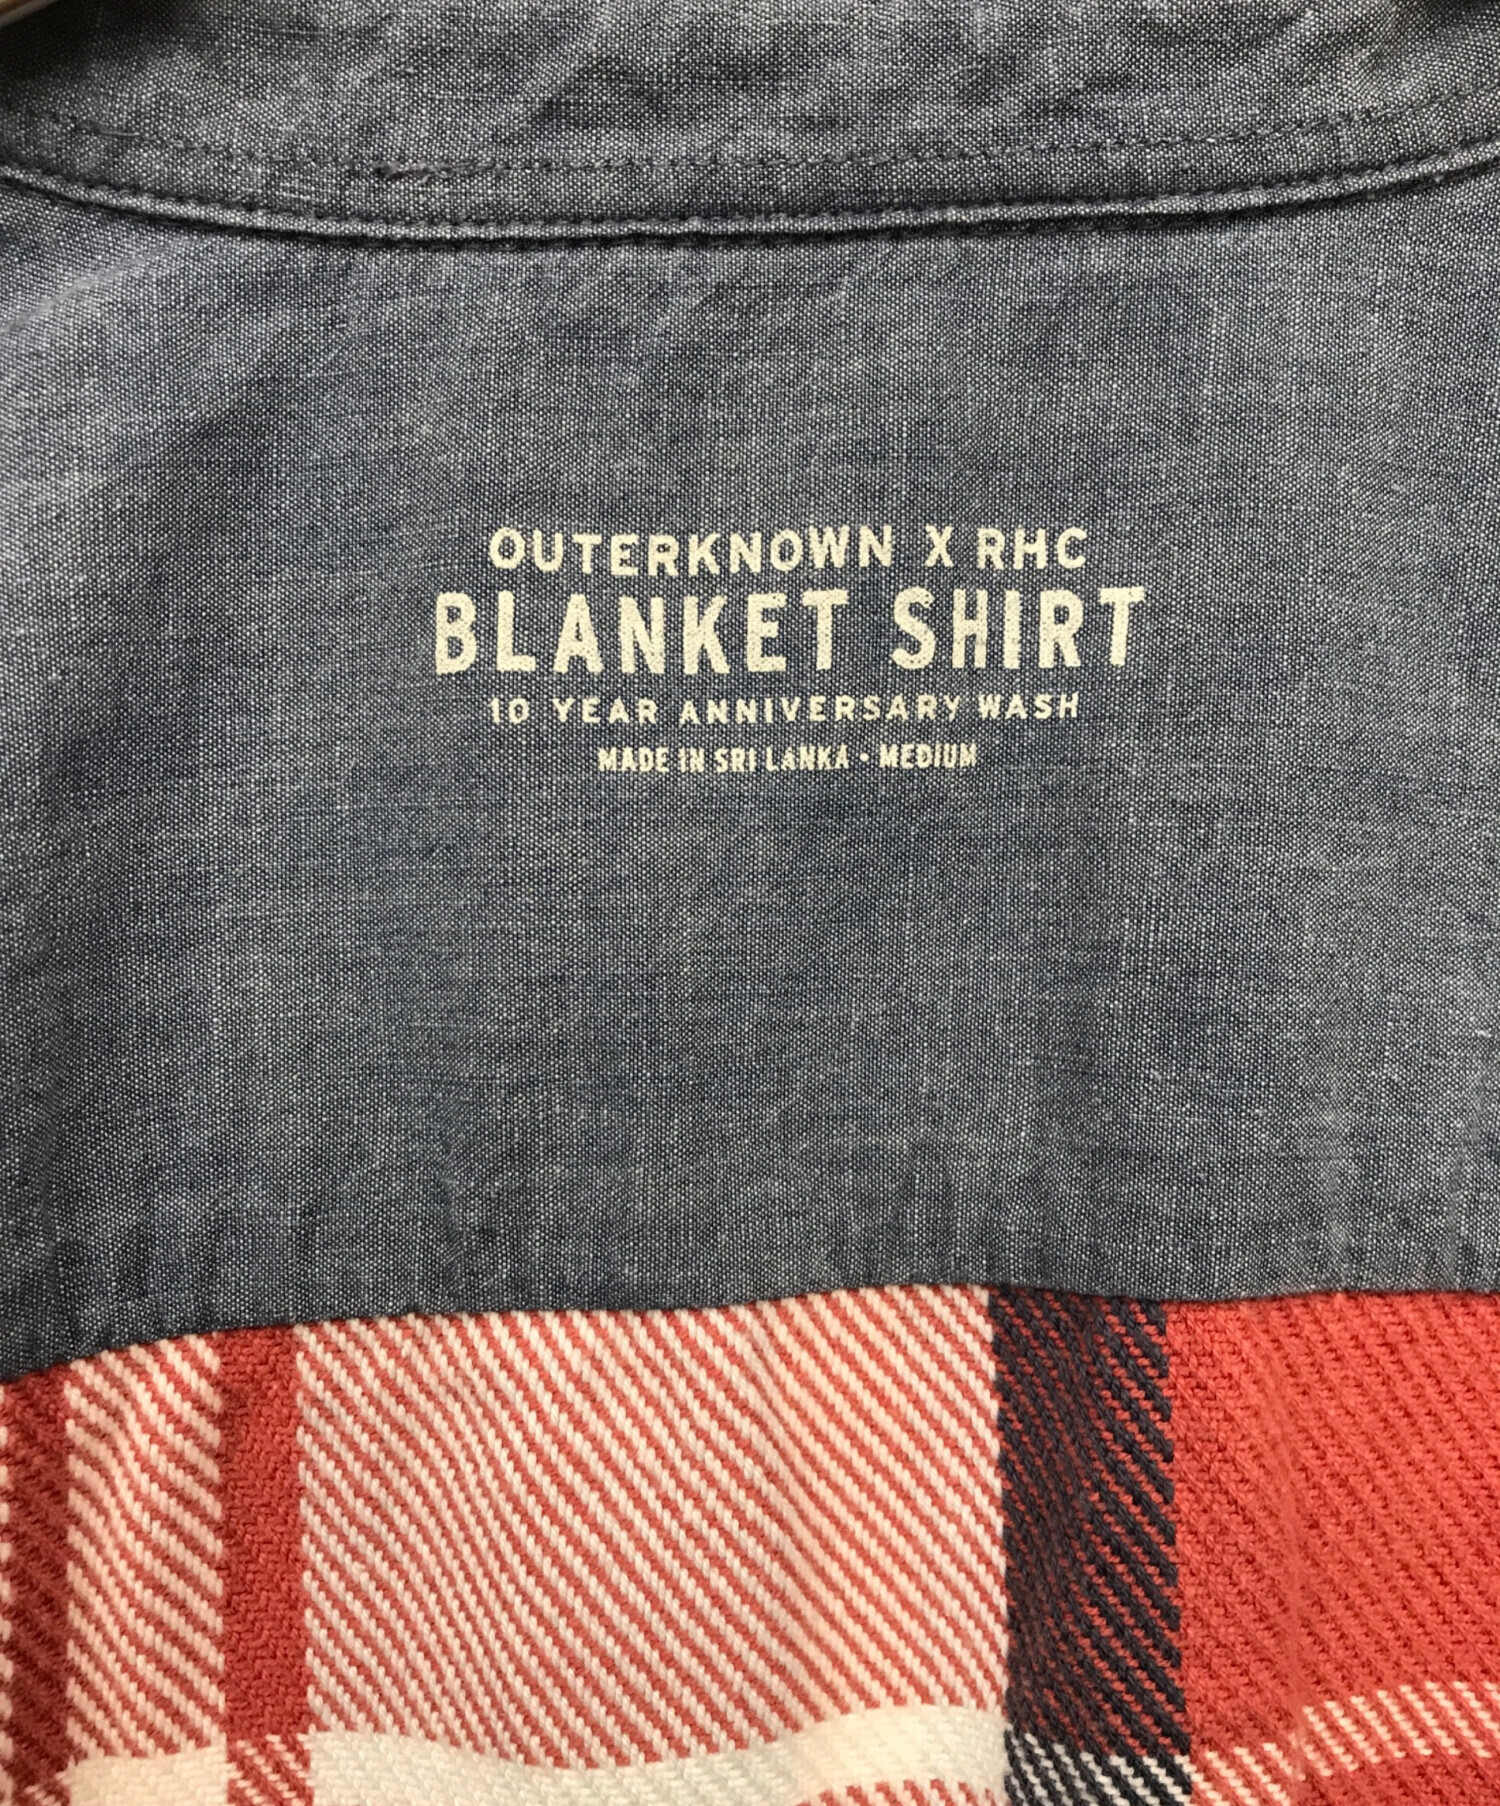 OUTERKNOWN X RHC
BLANKET SHIRT
10 YEAR ANNIVERSARY WASH
MADE IN SRI LANKA • MEDIUM